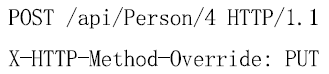 POST /api/Person/4 HTTP/1.1
X-HTTP-Method-Override: PUT